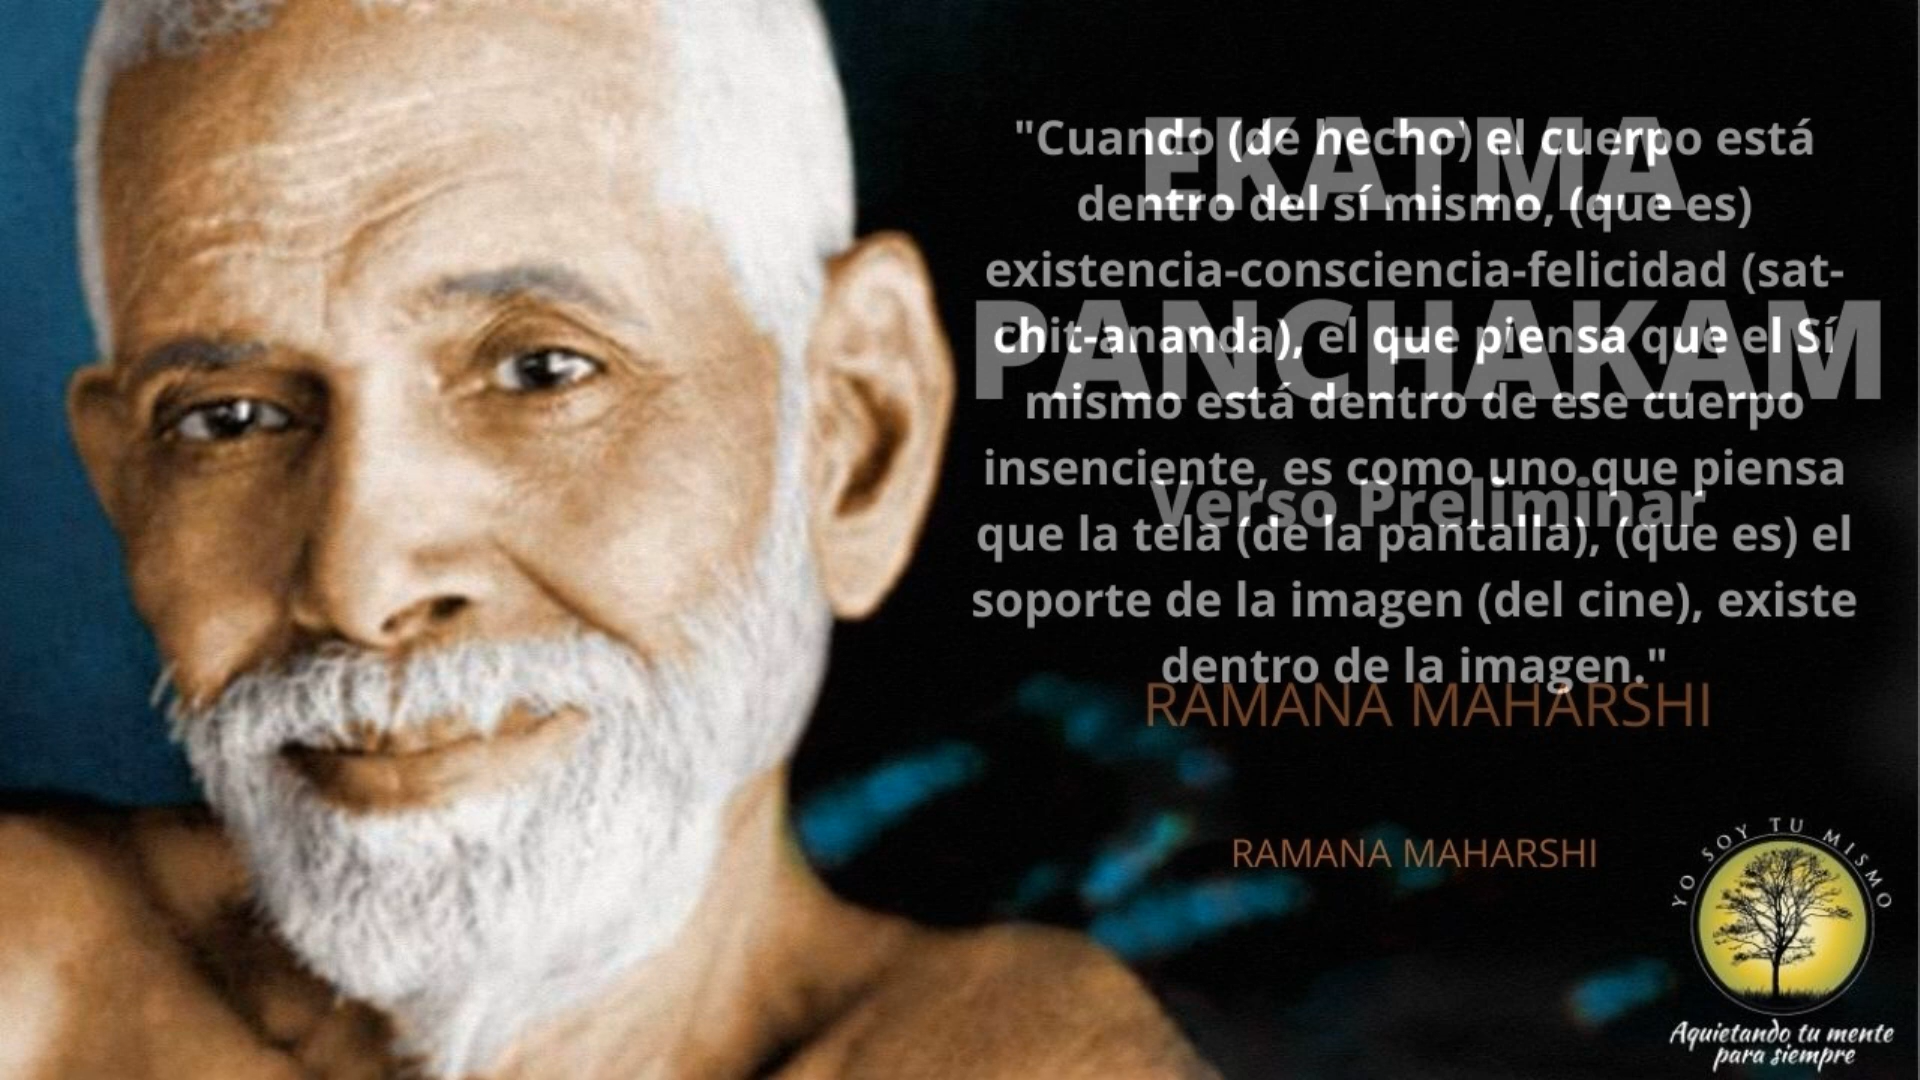 EKATMA
PANCHAKAM
Verso Preliminar
RAMANA MAHARSHI
"Cuando (de hecho) el cuerpo está
dentro del sí mismo, (que es)
existencia-consciencia-felicidad (sat-
chit-ananda), el que piensa que el Sí
mismo está dentro de ese cuerpo
insenciente, es como uno que piensa
que la tela (de la pantalla), (que es) el
soporte de la imagen (del cine), existe
dentro de la imagen."
RAMANA MAHARSHI
YO SOY TU MISMO
Aquietando tu mente
para siempre